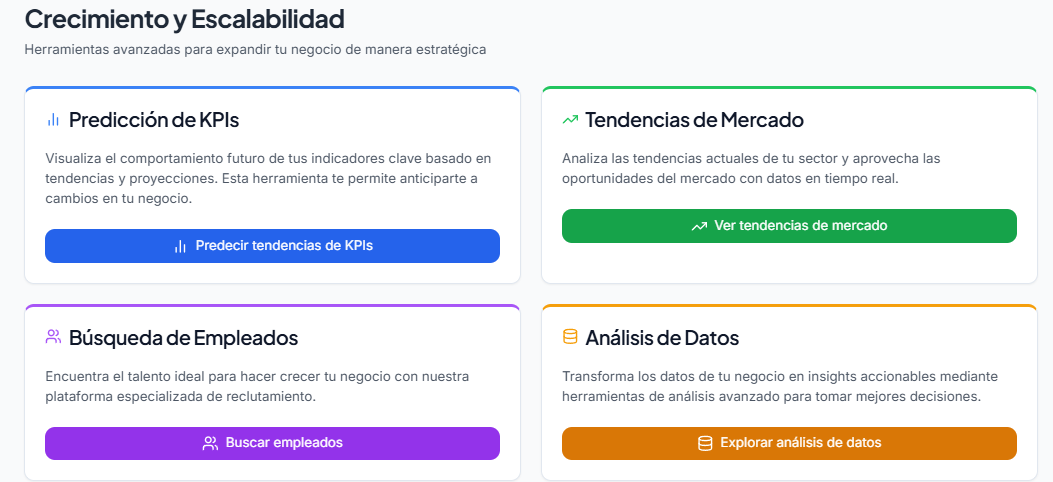 Crecimiento y Escalabilidad
Herramientas avanzadas para expandir tu negocio de manera estratégica
Predicción de KPIs
Visualiza el comportamiento futuro de tus indicadores clave basado en
tendencias y proyecciones. Esta herramienta te permite anticiparte a
cambios en tu negocio.
Predecir tendencias de KPIs
Tendencias de Mercado
Analiza las tendencias actuales de tu sector y aprovecha las
oportunidades del mercado con datos en tiempo real.
Ver tendencias de mercado
Búsqueda de Empleados
Encuentra el talento ideal para hacer crecer tu negocio con nuestra
plataforma especializada de reclutamiento.
Buscar empleados
Análisis de Datos
Transforma los datos de tu negocio en insights accionables mediante
herramientas de análisis avanzado para tomar mejores decisiones.
Explorar análisis de datos